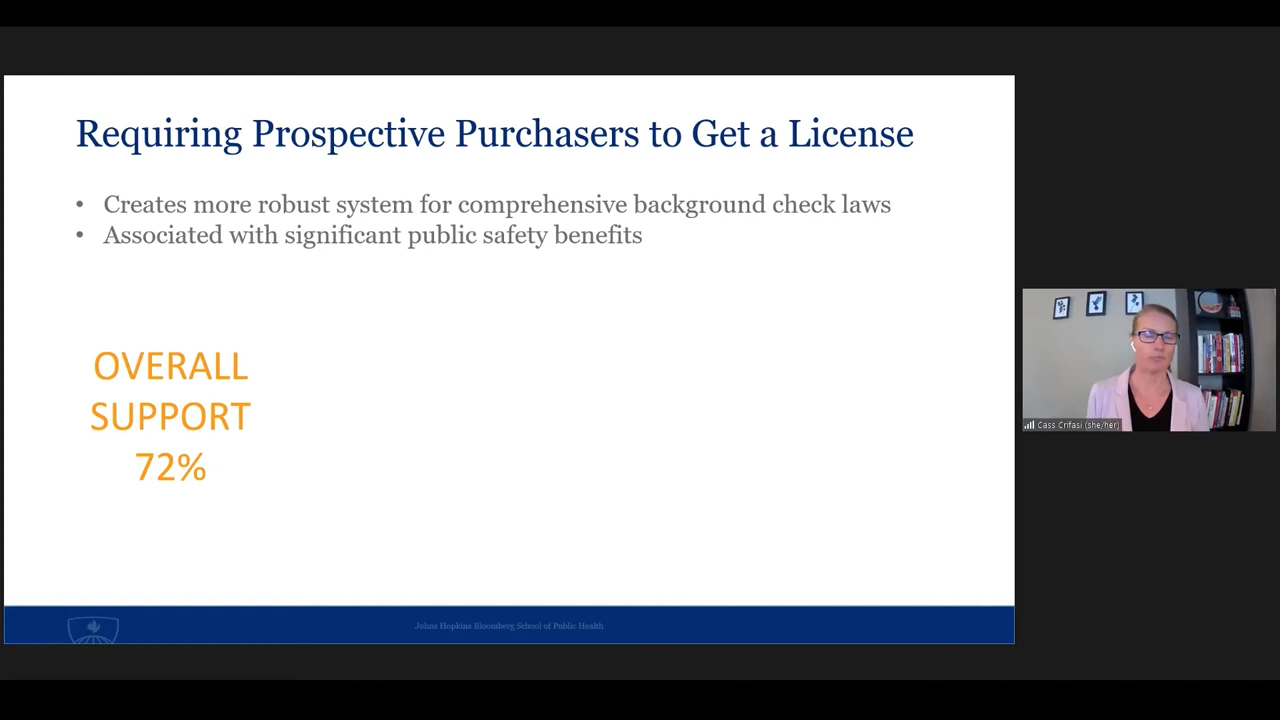 Requiring Prospective Purchasers to Get a License
• Creates more robust system for comprehensive background check laws
• Associated with significant public safety benefits
OVERALL
SUPPORT
72%
Cass Crifasi (she/her)
Johns Hopkins Bloomberg School of Public Health